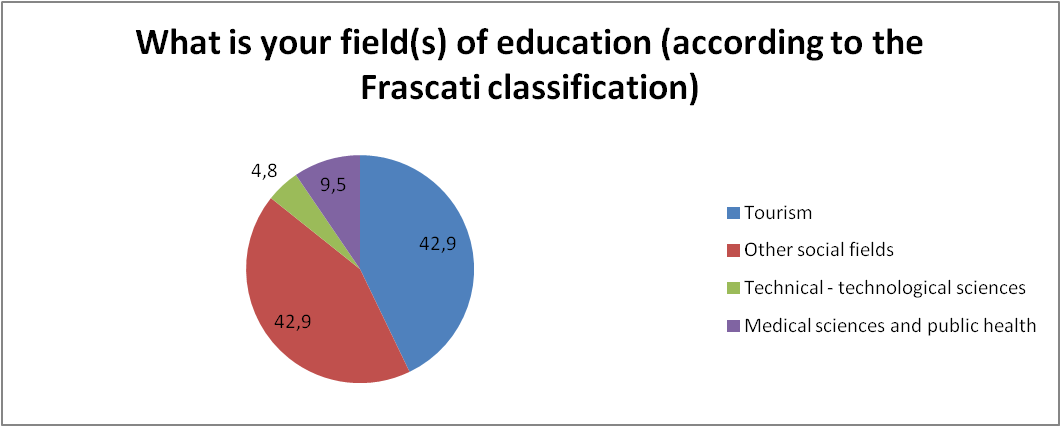 What is your field(s) of education (according to the
Frascati classification)
4,8
9,5
42,9
42,9
Tourism
Other social fields
Technical - technological sciences
Medical sciences and public health